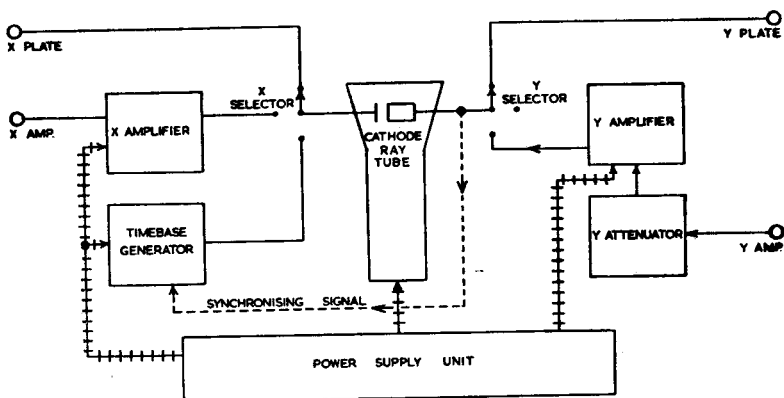 X PLATE
Y PLATE
X
SELECTOR
Y
SELECTOR
X AMP.
X AMPLIFIER
CATHODE
RAY
TUBE
Y AMPLIFIER
TIMEBASE
GENERATOR
Y ATTENUATOR
Y AMP.
SYNCHRONISING SIGNAL
POWER SUPPLY UNIT